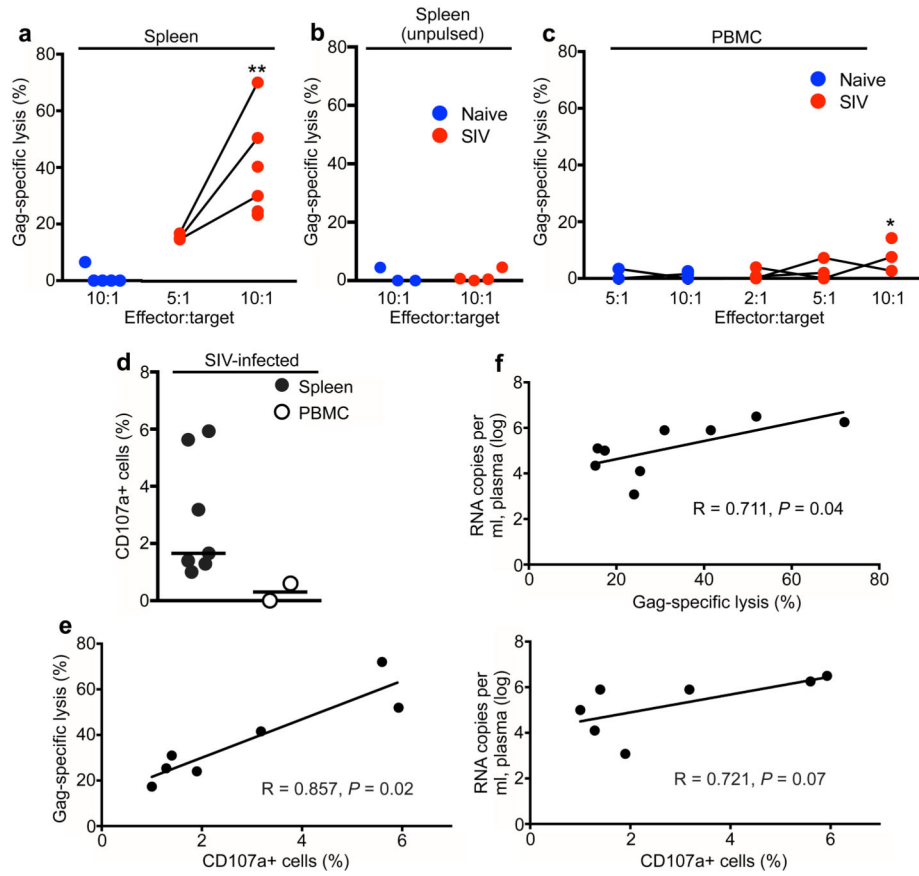 a
Spleen
Gag-specific lysis (%)
80
60
40
20
0
**
10:1
5:1
10:1
Effector:target
b
Spleen
(unpulsed)
Gag-specific lysis (%)
80
60
40
20
0
Naive
SIV
10:1
10:1
Effector:target
c
PBMC
Gag-specific lysis (%)
80
60
40
20
0
Naive
SIV
*
5:1
10:1
2:1
5:1
10:1
Effector:target
d
SIV-infected
CD107a+ cells (%)
8
6
4
2
0
Spleen
PBMC
f
RNA copies per
ml, plasma (log)
8
6
4
2
0
R = 0.711, P = 0.04
0
20
40
60
80
Gag-specific lysis (%)
e
Gag-specific lysis (%)
80
60
40
20
0
R = 0.857, P = 0.02
0
2
4
6
CD107a+ cells (%)
RNA copies per
ml, plasma (log)
8
6
4
2
0
R = 0.721, P = 0.07
0
2
4
6
CD107a+ cells (%)